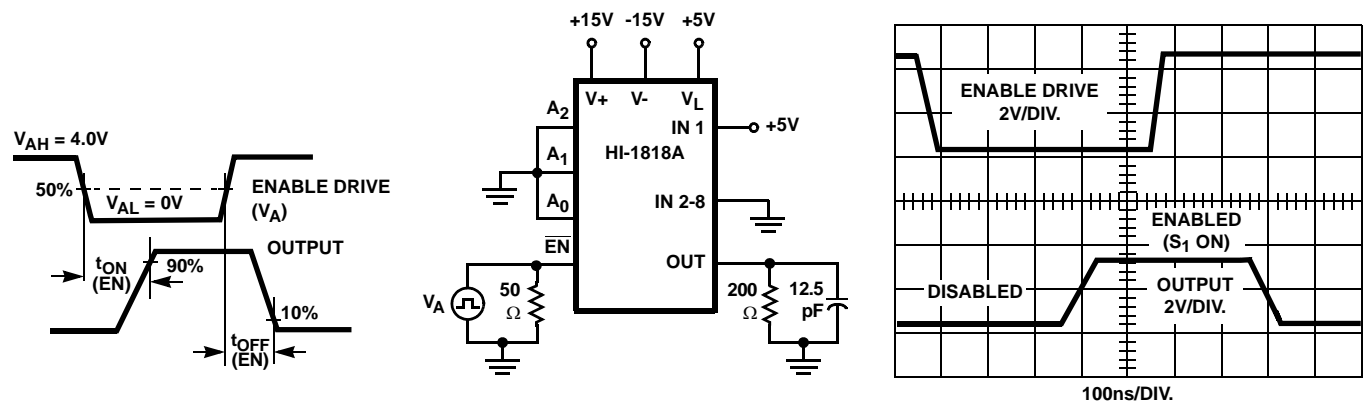 V_AH = 4.0V
50%
V_AL = 0V
ENABLE DRIVE
(V_A)
OUTPUT
t_ON
(EN)
90%
10%
t_OFF
(EN)
+15V
-15V
+5V
V+
V-
V_L
A_2
A_1
A_0
EN
IN 1
+5V
HI-1818A
IN 2-8
OUT
V_A
50
Ω
200
Ω
12.5
pF
ENABLE DRIVE
2V/DIV.
ENABLED
(S_1 ON)
DISABLED
OUTPUT
2V/DIV.
100ns/DIV.